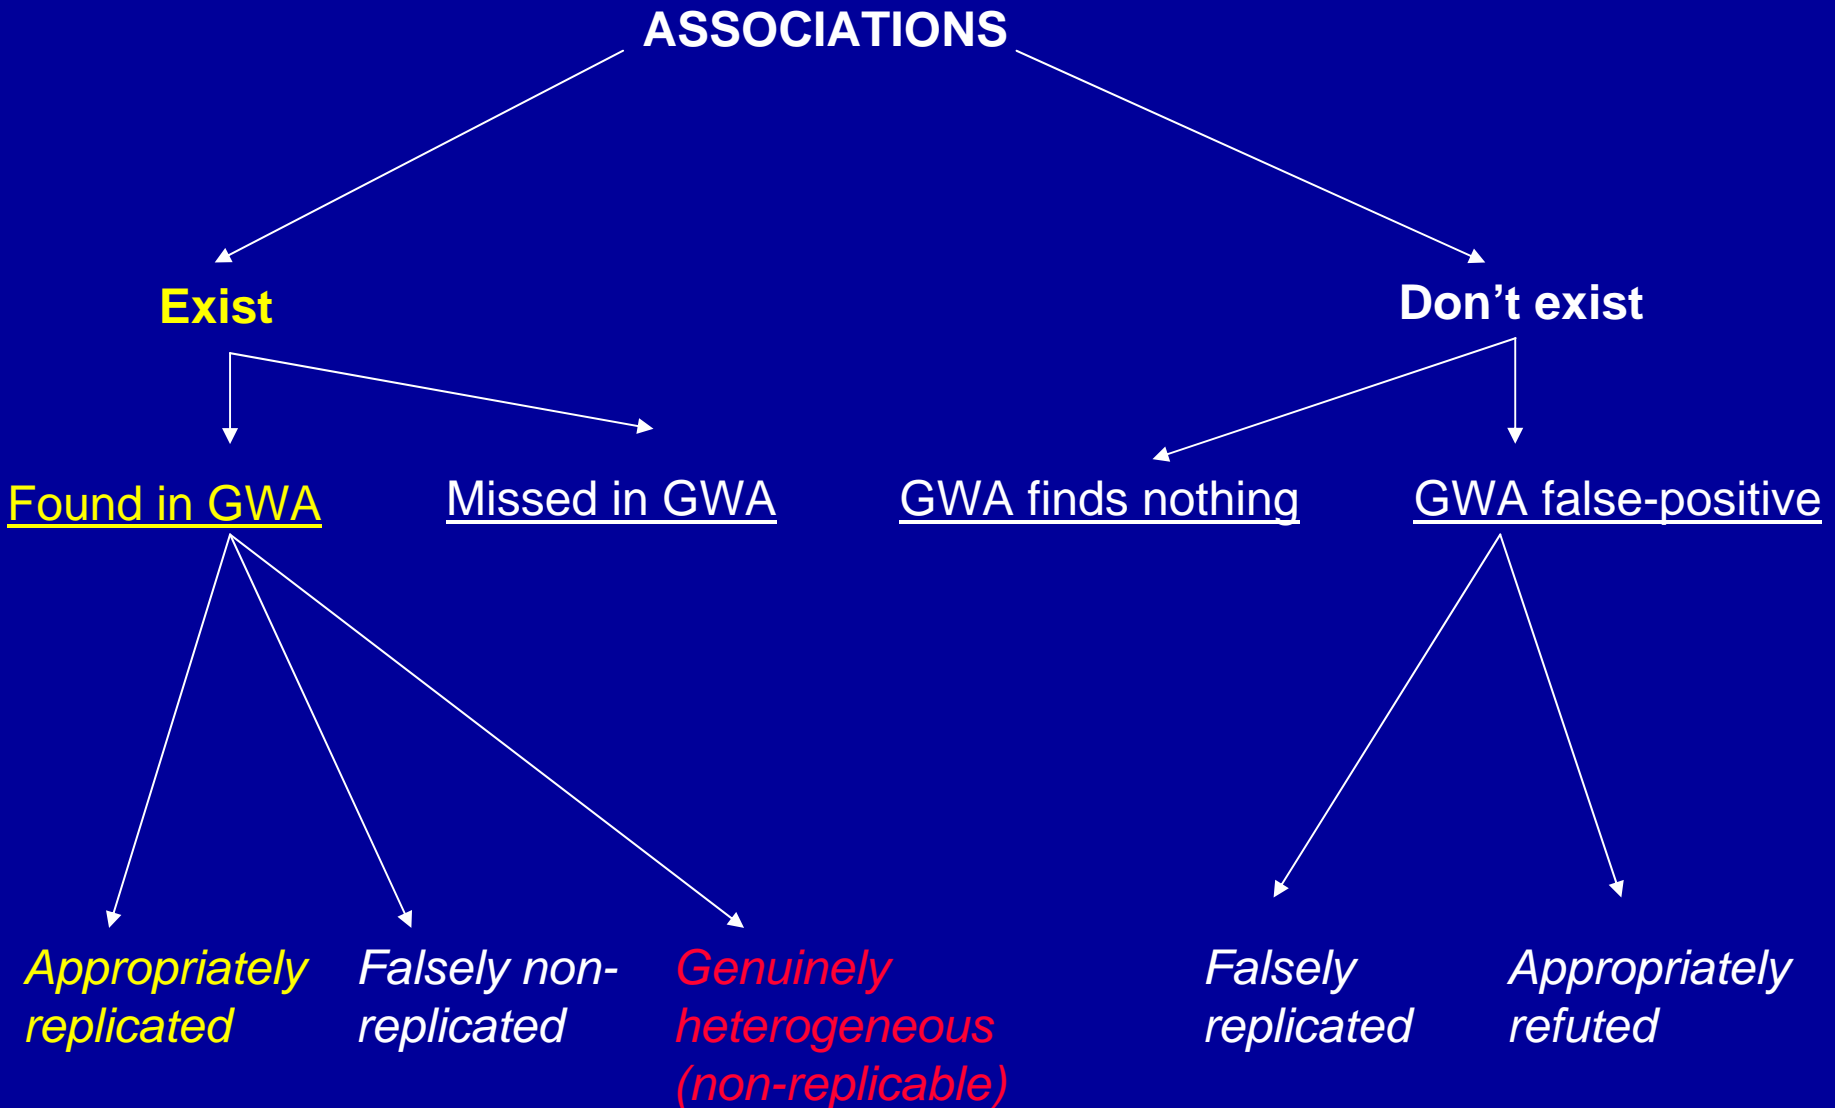 ASSOCIATIONS
Exist
Don’t exist
Found in GWA
Missed in GWA
GWA finds nothing
GWA false-positive
Appropriately
replicated
Falsely non-
replicated
Genuinely
heterogeneous
(non-replicable)
Falsely
replicated
Appropriately
refuted